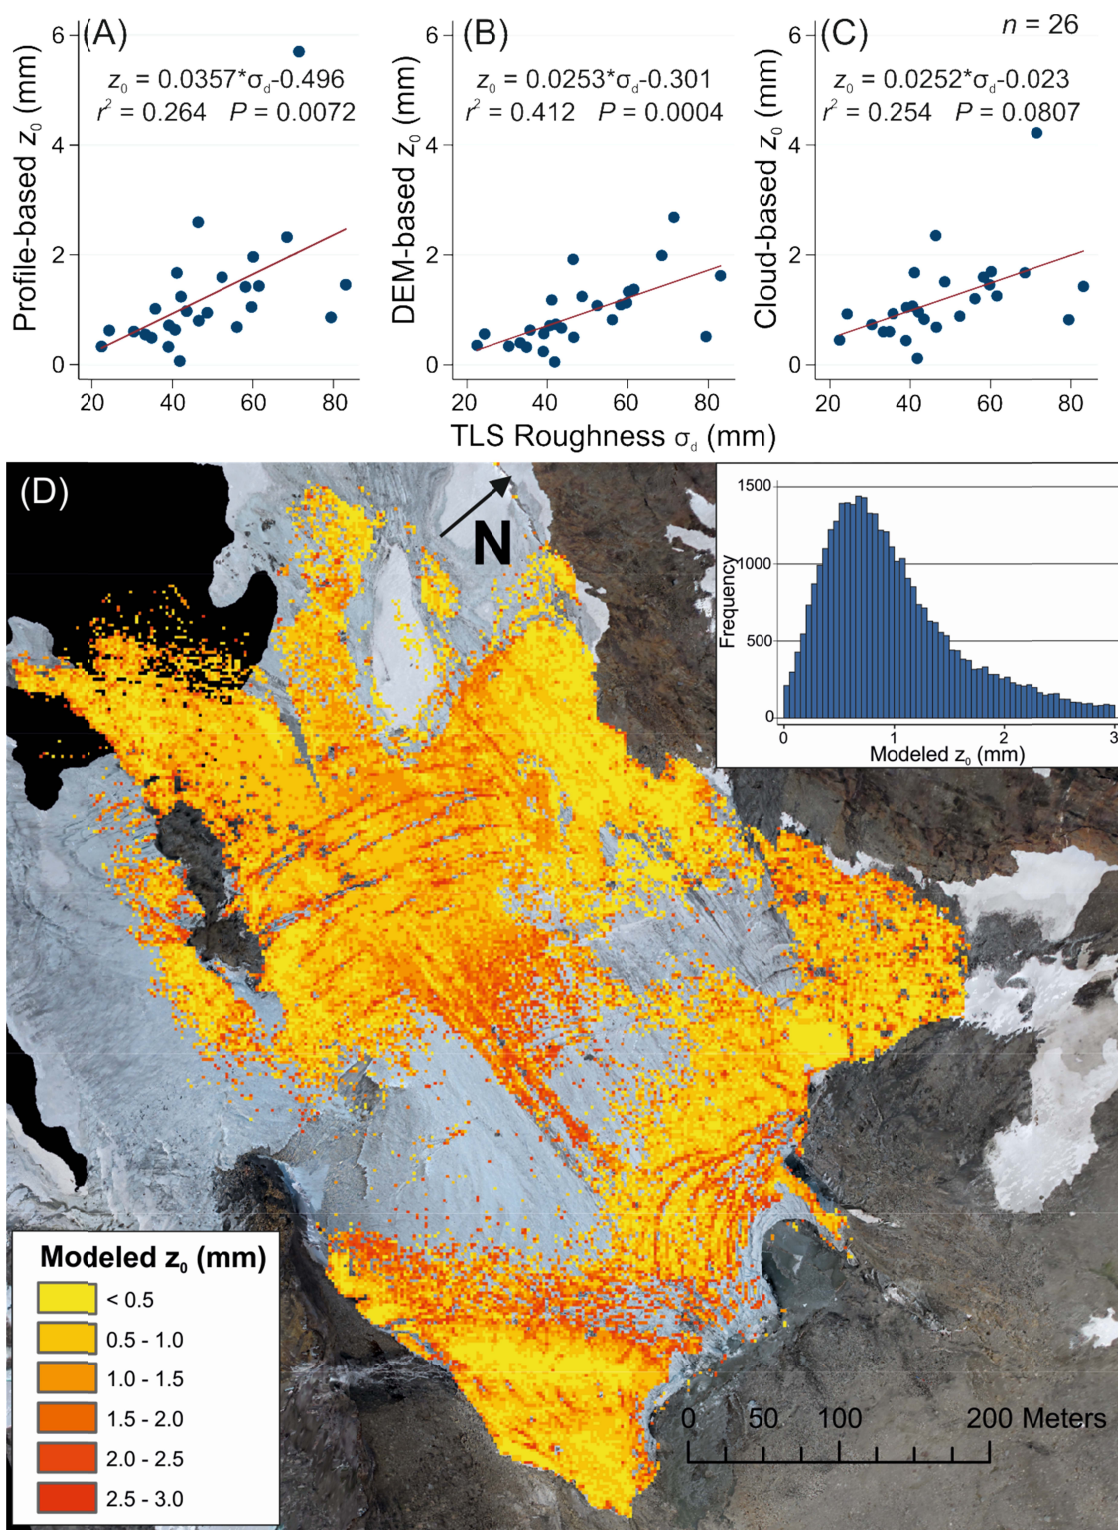 (A)
Profile-based z0 (mm)
6
4
2
0
z0 = 0.0357*σd-0.496
r2 = 0.264 P = 0.0072
20 40 60 80
(B)
DEM-based z0 (mm)
6
4
2
0
z0 = 0.0253*σd-0.301
r2 = 0.412 P = 0.0004
20 40 60 80
(C)
n = 26
Cloud-based z0 (mm)
6
4
2
0
z0 = 0.0252*σd-0.023
r2 = 0.254 P = 0.0807
20 40 60 80
TLS Roughness σd (mm)
(D)
N
Frequency
1500
1000
500
0
0 1 2 3
Modeled z0 (mm)
Modeled z0 (mm)
< 0.5
0.5 - 1.0
1.0 - 1.5
1.5 - 2.0
2.0 - 2.5
2.5 - 3.0
0 50 100 200 Meters